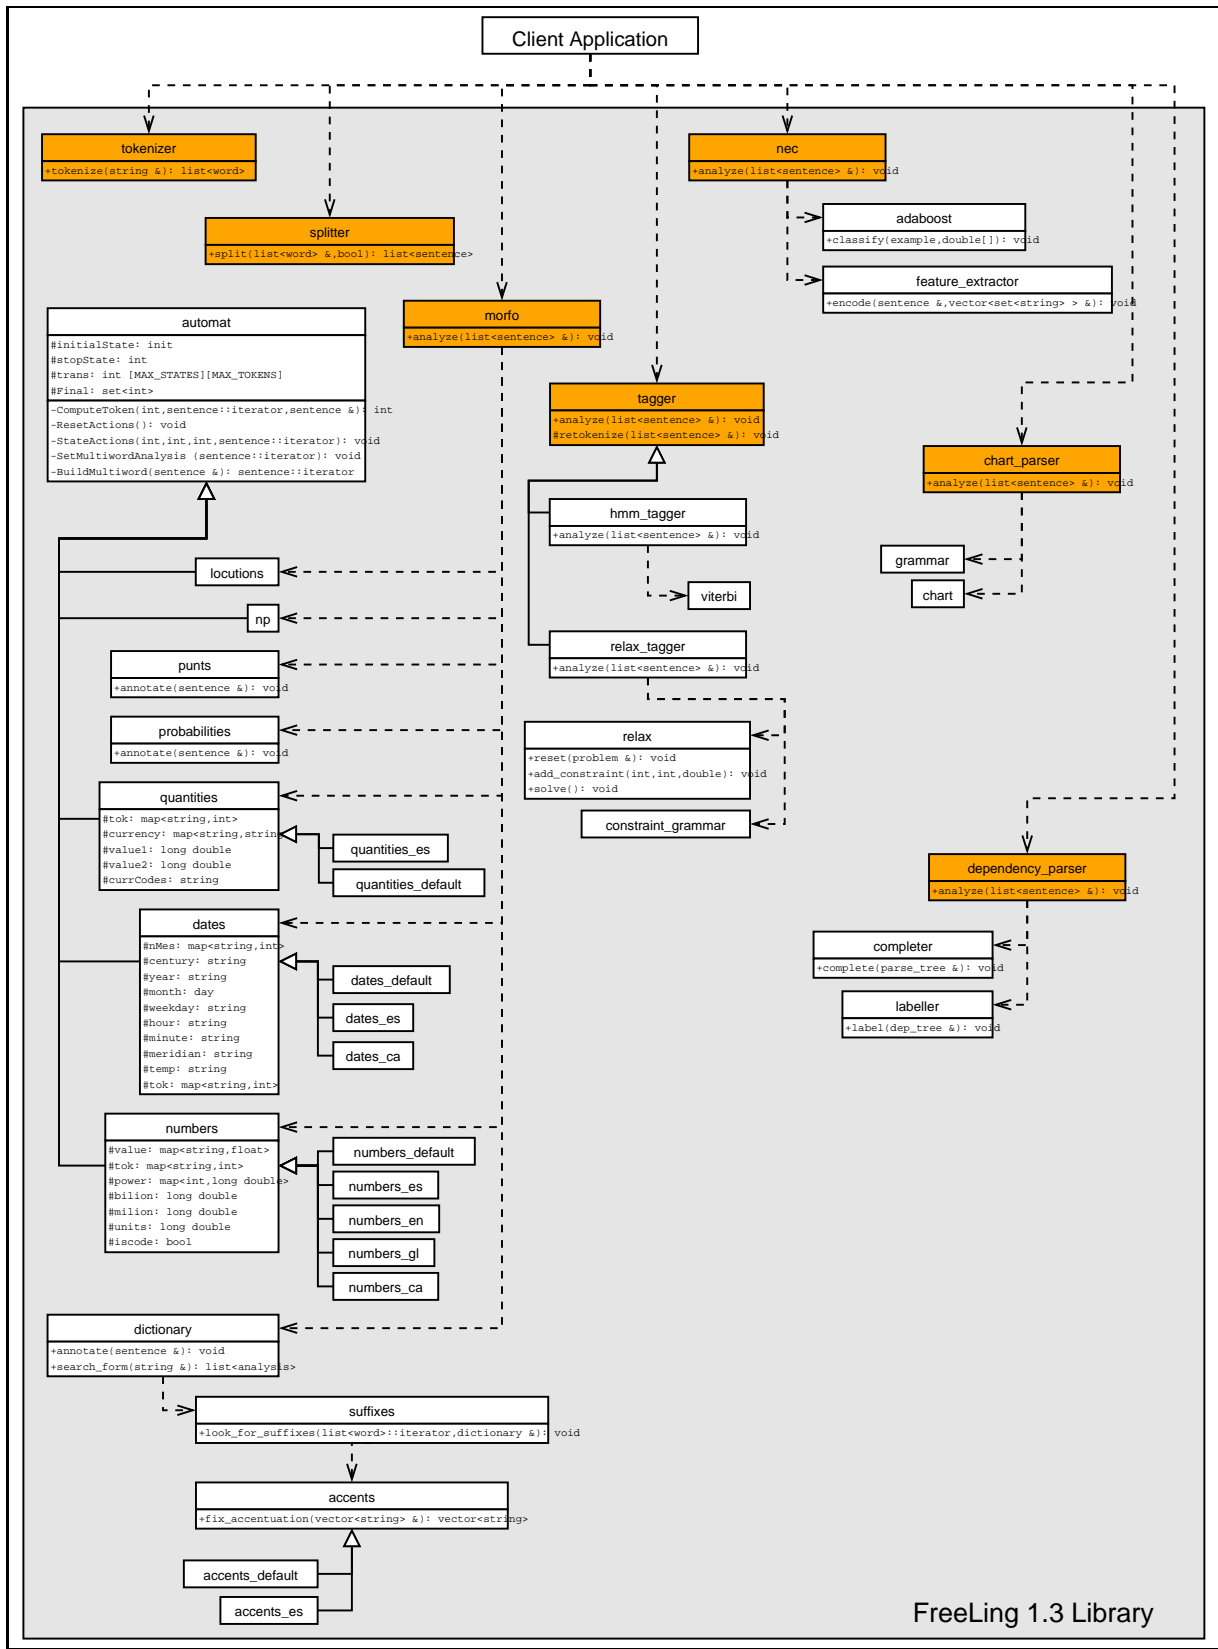 Client Application
tokenizer
+tokenize(string &): list<word>
nec
+analyze(list<sentence> &): void
adaboost
+classify(example,double[]): void
splitter
+split(list<word> &,bool): list<sentence>
feature_extractor
+encode(sentence &,vector<set<string> > &): void
automat
#initialState: init
#stopState: int
#trans: int [MAX_STATES][MAX_TOKENS]
#Final: set<int>
-ComputeToken(int,sentence::iterator,sentence &): int
-ResetActions(): void
-StateActions(int,int,int,sentence::iterator): void
-SetMultiwordAnalysis (sentence::iterator): void
-BuildMultiword(sentence &): sentence::iterator
morfo
+analyze(list<sentence> &): void
tagger
+analyze(list<sentence> &): void
#retokenize(list<sentence> &): void
chart_parser
+analyze(list<sentence> &): void
hmm_tagger
+analyze(list<sentence> &): void
grammar
chart
locutions
viterbi
np
relax_tagger
+analyze(list<sentence> &): void
punts
+annotate(sentence &): void
probabilities
+annotate(sentence &): void
relax
+reset(problem &): void
+add_constraint(int,int,double): void
+solve(): void
constraint_grammar
quantities
#tok: map<string,int>
#currency: map<string,string
#value1: long double
#value2: long double
#currCodes: string
quantities_es
quantities_default
dependency_parser
+analyze(list<sentence> &): void
completer
+complete(parse_tree &): void
labeller
+label(dep_tree &): void
dates
#nMes: map<string,int>
#century: string
#year: string
#month: day
#weekday: string
#hour: string
#minute: string
#meridian: string
#temp: string
#tok: map<string,int>
dates_default
dates_es
dates_ca
numbers
#value: map<string,float>
#tok: map<string,int>
#power: map<int,long double>
#bilion: long double
#milion: long double
#units: long double
#iscode: bool
numbers_default
numbers_es
numbers_en
numbers_gl
numbers_ca
dictionary
+annotate(sentence &): void
+search_form(string &): list<analysis>
suffixes
+look_for_suffixes(list<word>::iterator,dictionary &): void
accents
+fix_accentuation(vector<string> &): vector<string>
accents_default
accents_es
FreeLing 1.3 Library